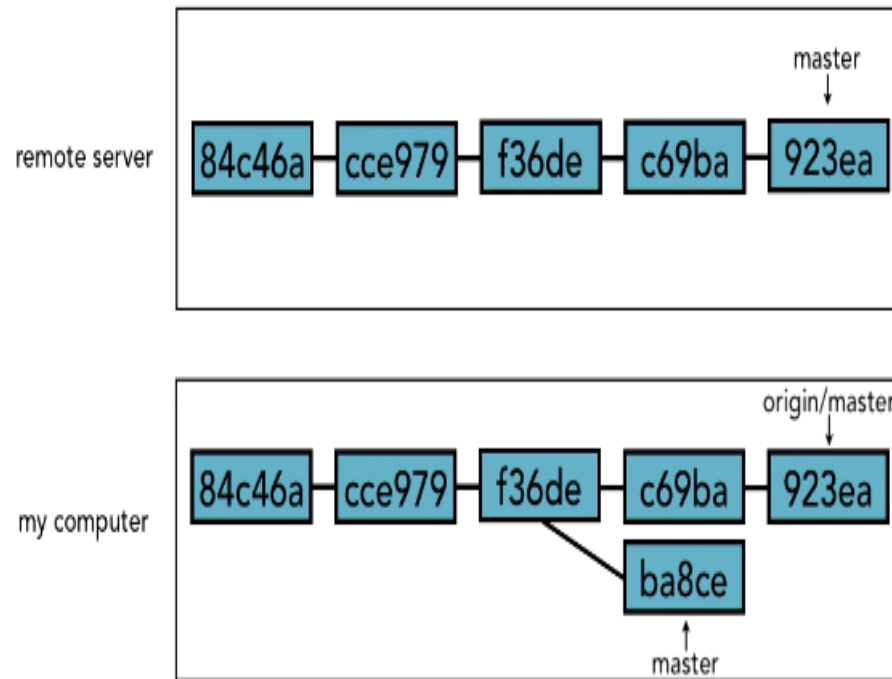 master
remote server
84c46a
cce979
f36de
c69ba
923ea
origin/master
my computer
84c46a
cce979
f36de
c69ba
923ea
ba8ce
master